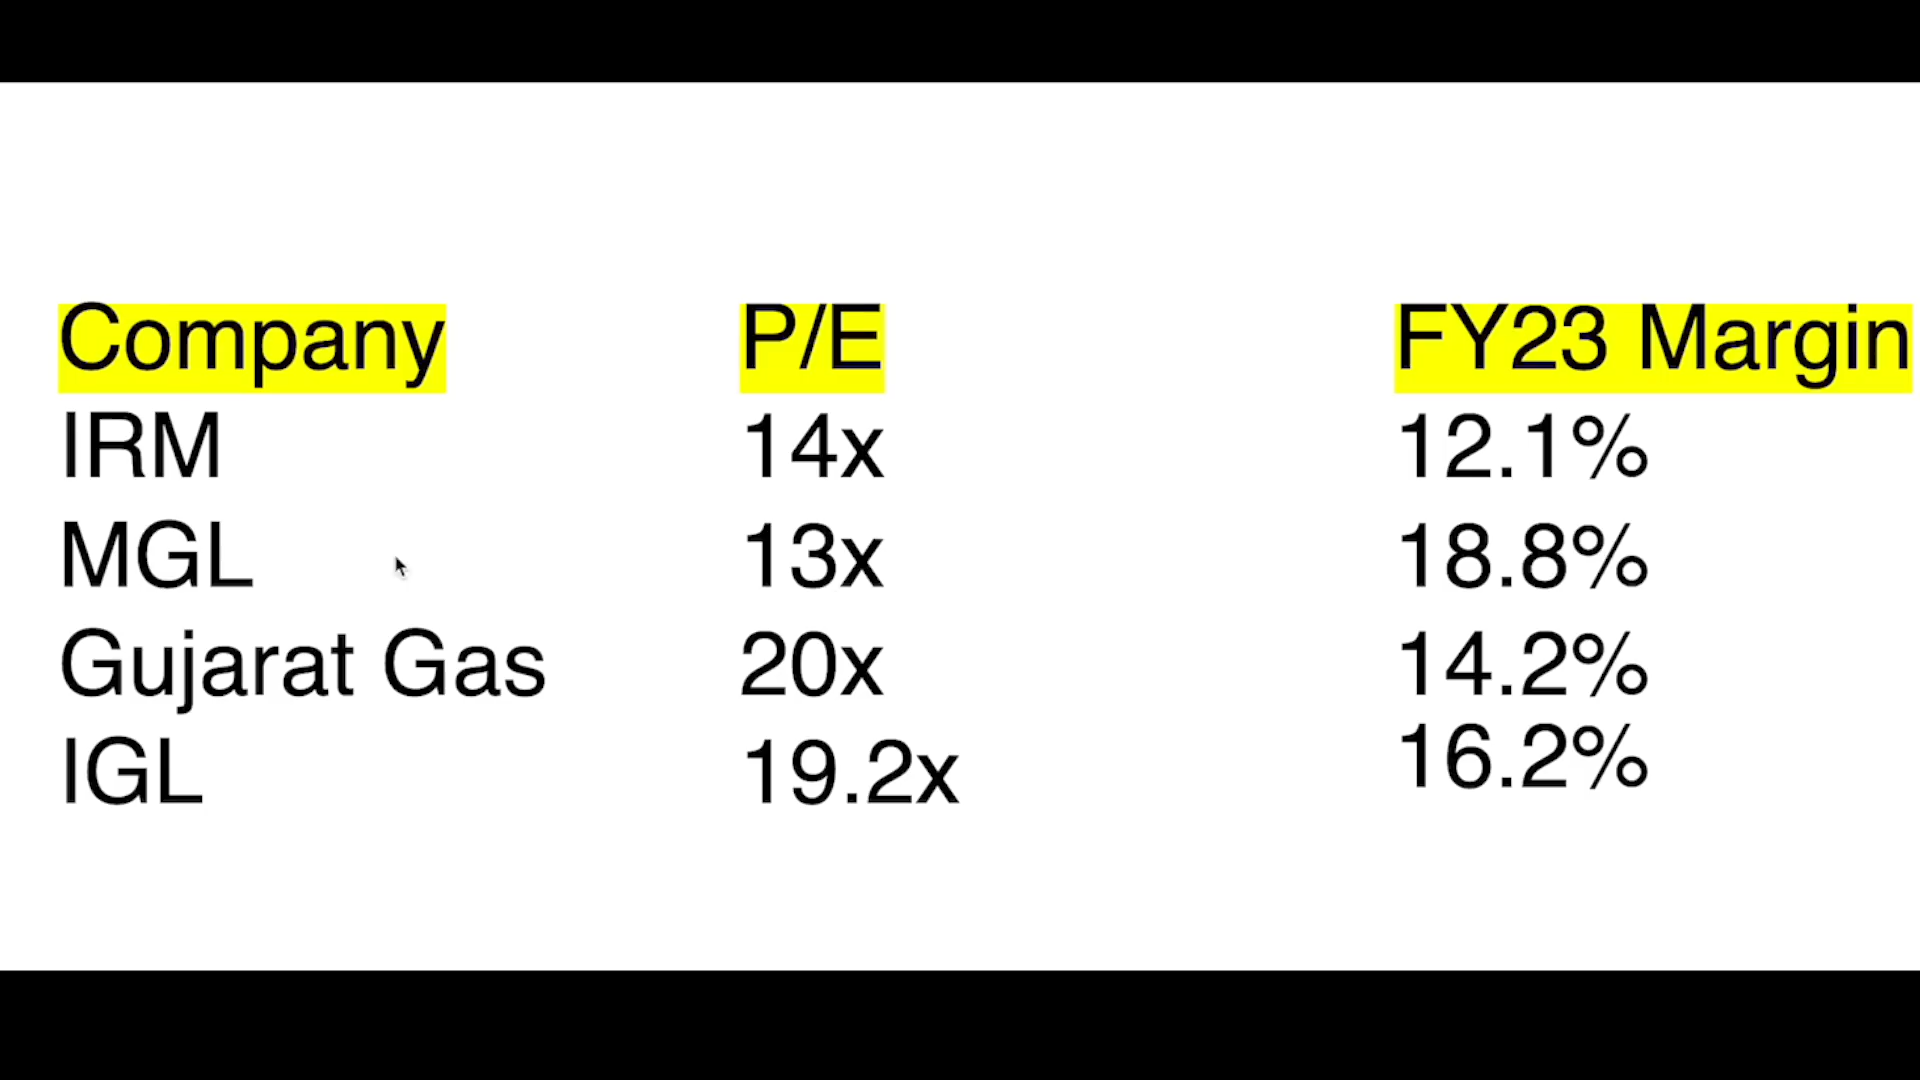 Company P/E FY23 Margin
IRM 14x 12.1%
MGL 13x 18.8%
Gujarat Gas 20x 14.2%
IGL 19.2x 16.2%